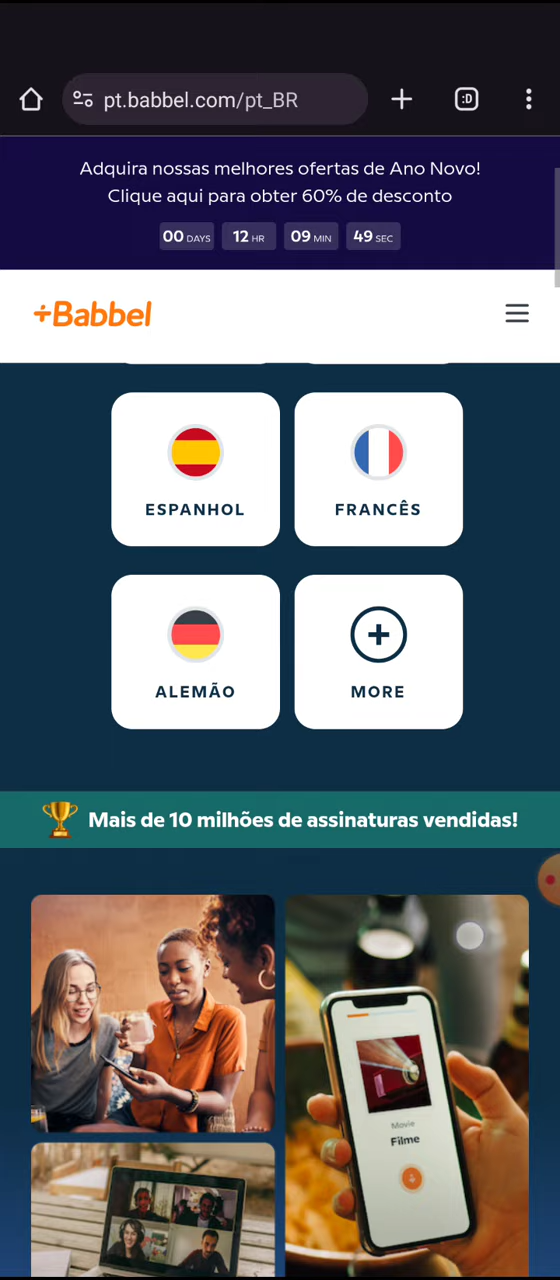 pt.babbel.com/pt_BR
:D
Adquira nossas melhores ofertas de Ano Novo!
Clique aqui para obter 60% de desconto
00 DAYS 12 HR 09 MIN 49 SEC
+Babbel
ESPANHOL FRANCÊS
ALEMÃO MORE
Mais de 10 milhões de assinaturas vendidas!
Movie
Filme